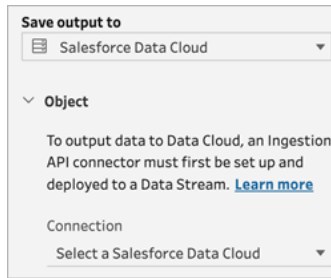 Save output to
Salesforce Data Cloud
Object
To output data to Data Cloud, an Ingestion
API connector must first be set up and
deployed to a Data Stream. Learn more
Connection
Select a Salesforce Data Cloud